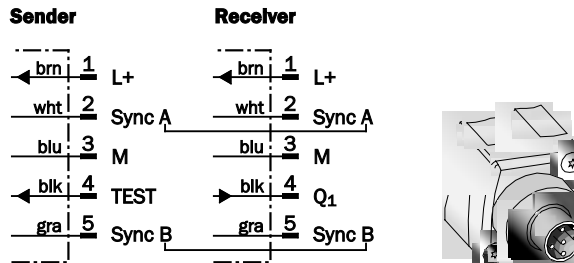 Sender
brn 1 L+
wht 2 Sync A
blu 3 M
blk 4 TEST
gra 5 Sync B
Receiver
brn 1 L+
wht 2 Sync A
blu 3 M
blk 4 Q1
gra 5 Sync B